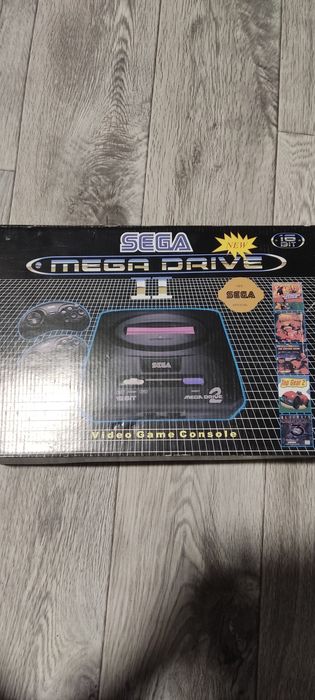 SEGA
NEW
16
BIT
MEGA DRIVE
II
SEGA
SEGA
Top Gear 2
16 BIT
MEGA DRIVE 2
Video Game Console